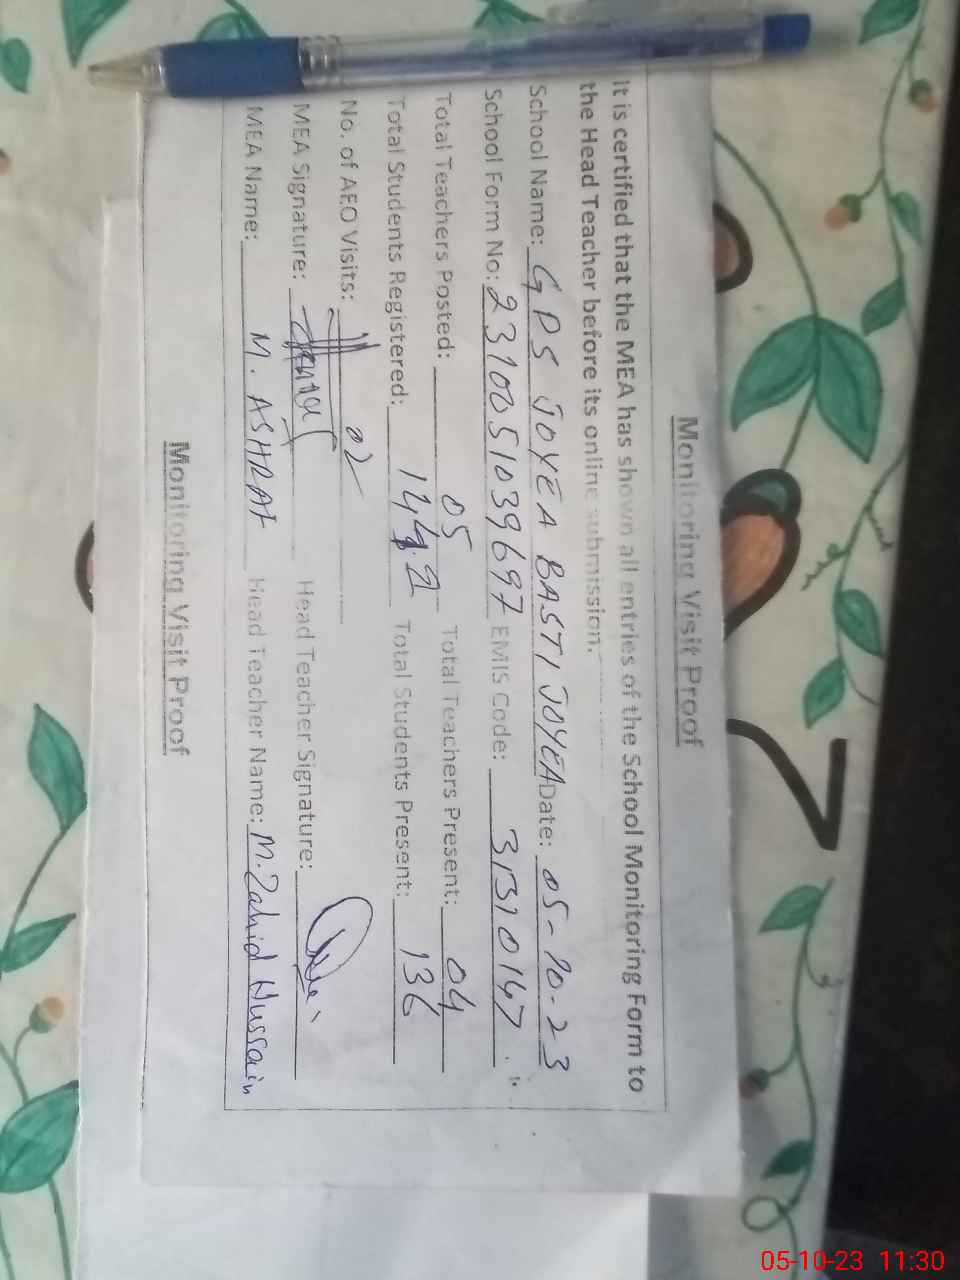 Monitoring Visit Proof
It is certified that the MEA has shown all entries of the School Monitoring Form to
the Head Teacher before its online submission.
School Name: GPS JOYEA BASTI JOYEA Date: 05-10-23
School Form No: 2310051039697 EMIS Code: 31310147
Total Teachers Posted: 05 Total Teachers Present: 04
Total Students Registered: Total Students Present: 136
No. of AEO Visits: 02
MEA Signature: Head Teacher Signature:
MEA Name: M. ASHRAF Head Teacher Name: M. Zahid Hussain
Monitoring Visit Proof
05-10-23 11:30